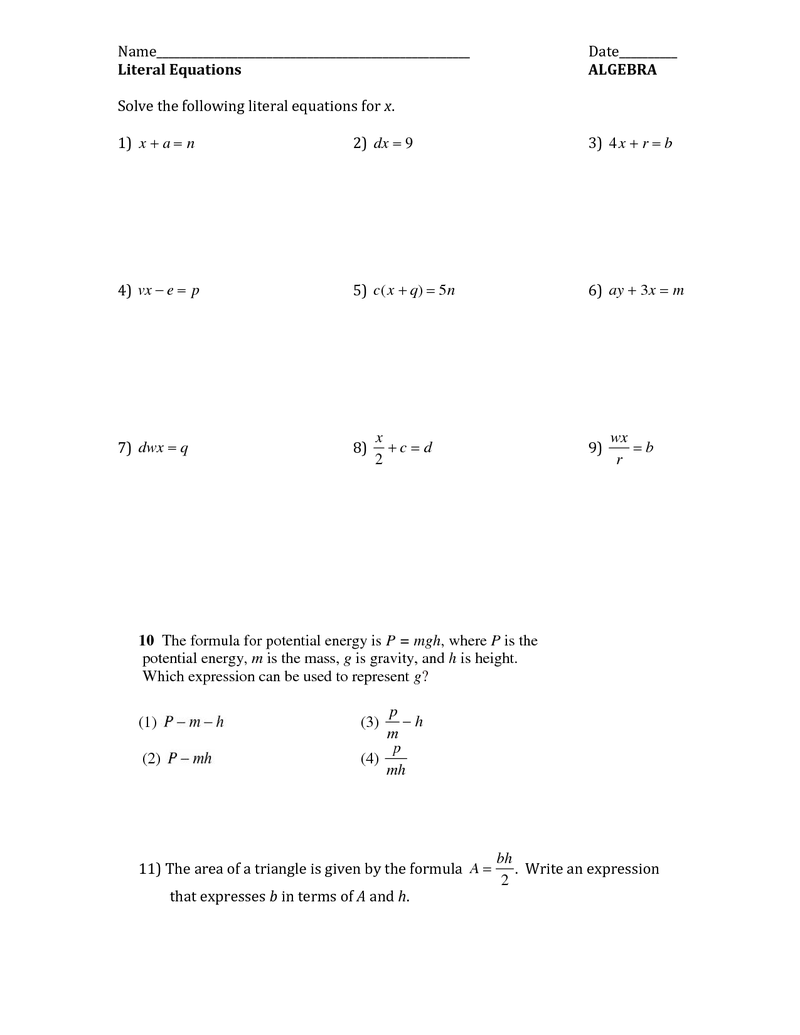 Name_____________________________________________ Date__________
Literal Equations ALGEBRA
Solve the following literal equations for x.
1) x + a = n 2) dx = 9 3) 4x + r = b
4) vx − e = p 5) c(x + q) = 5n 6) ay + 3x = m
7) dwx = q 8) x/2 + c = d 9) wx/r = b
10 The formula for potential energy is P = mgh, where P is the
potential energy, m is the mass, g is gravity, and h is height.
Which expression can be used to represent g?
(1) P − m − h (3) p/m − h
(2) P − mh (4) p/mh
11) The area of a triangle is given by the formula A = bh/2. Write an expression
that expresses b in terms of A and h.